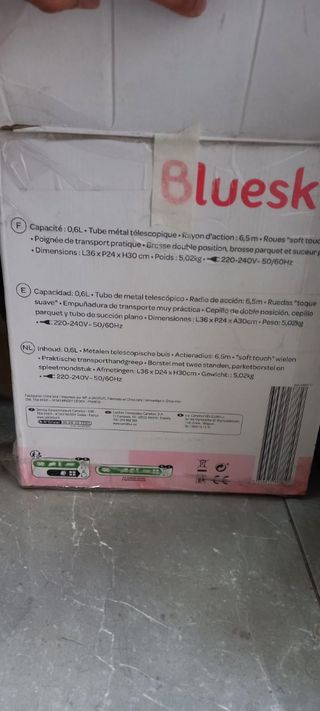 Bluesk
F Capacité : 0,6L • Tube métal télescopique • Rayon d'action : 6,5m • Roues "soft touc
• Poignée de transport pratique • Brosse double position, brosse parquet et suceur p
• Dimensions : L36 x P24 x H30 cm • Poids : 5,02kg • 220-240V - 50/60Hz
E Capacidad: 0,6L • Tubo de metal telescópico • Radio de acción: 6,5m • Ruedas "toque
suave" • Empuñadura de transporte muy práctica • Cepillo de doble posición, cepillo
parquet y tubo de succión plano • Dimensiones: L36 x P24 x A30cm • Peso: 5,02kg
• 220-240V - 50/60Hz
NL Inhoud: 0,6L • Metalen telescopische buis • Actieradius: 6,5m • "soft touch" wielen
• Praktische transporthandgreep • Borstel met twee standen, parketborstel en
spleetmondstuk • Afmetingen: L36 x D24 x H30cm • Gewicht: 5,02kg
• 220-240V - 50/60Hz